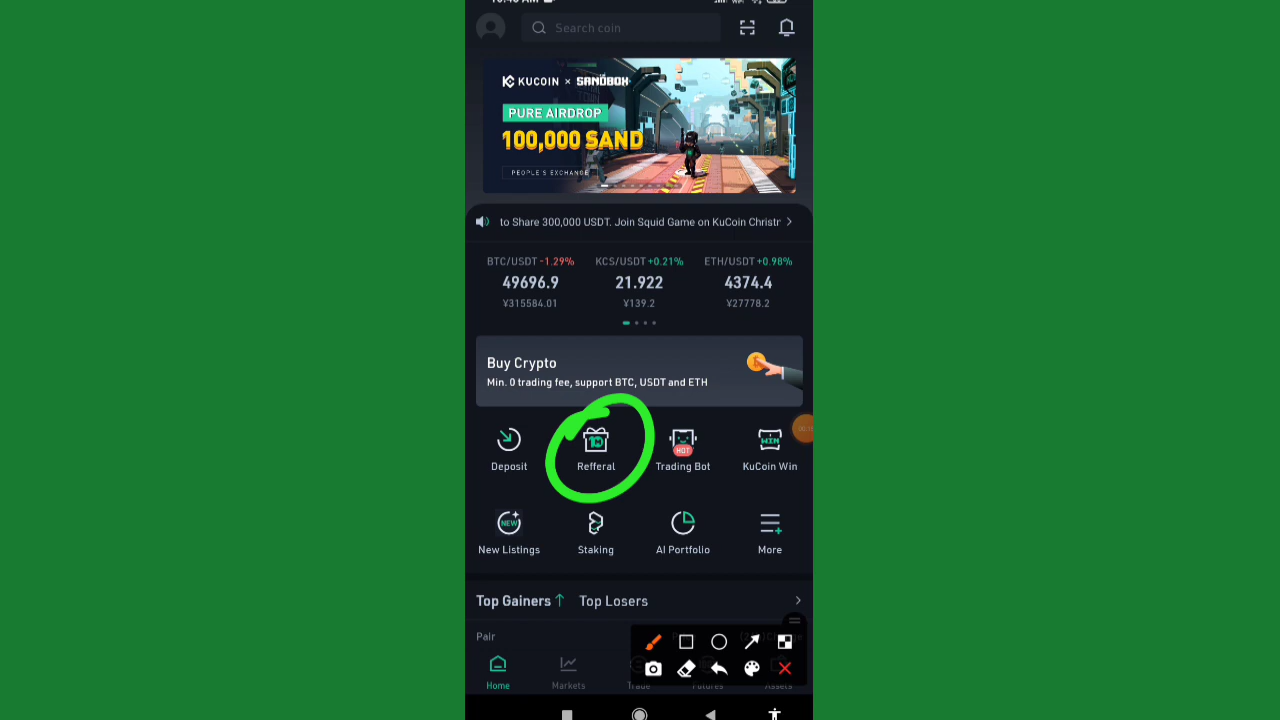 Search coin
KUCOIN × SANDBOX
PURE AIRDROP
100,000 SAND
PEOPLE'S EXCHANGE
to Share 300,000 USDT. Join Squid Game on KuCoin Christr
BTC/USDT -1.29% KCS/USDT +0.21% ETH/USDT +0.98%
49696.9 21.922 4374.4
¥315584.01 ¥139.2 ¥27778.2
Buy Crypto
Min. 0 trading fee, support BTC, USDT and ETH
HOT WIN
Deposit Refferal Trading Bot KuCoin Win
NEW
New Listings Staking AI Portfolio More
Top Gainers ↑ Top Losers
Pair
Home Markets Trade Futures Assets